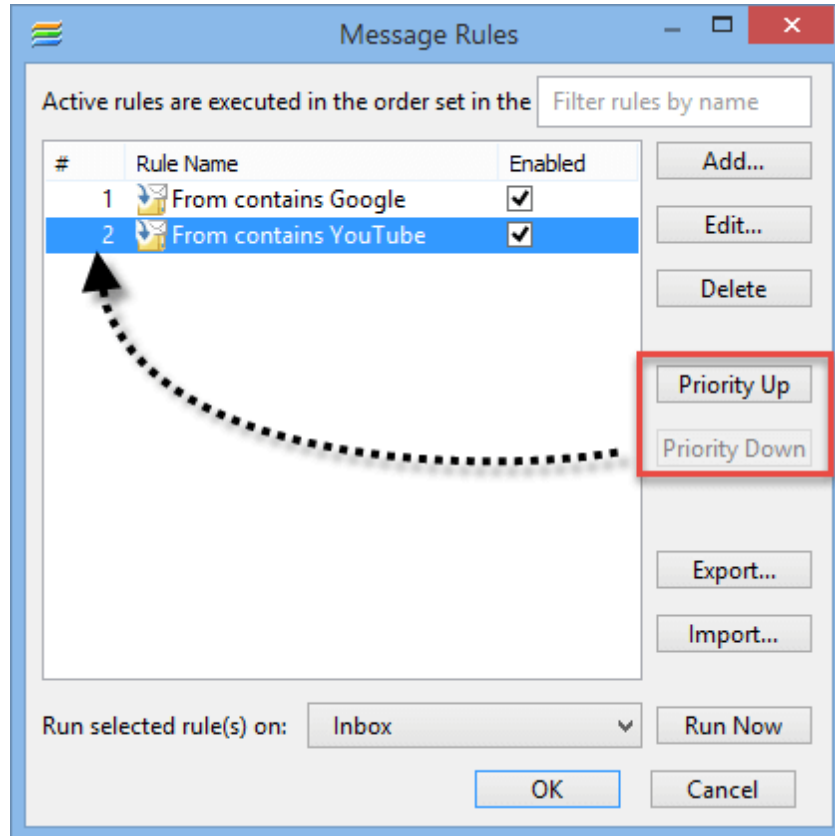 Message Rules
Active rules are executed in the order set in the
Filter rules by name
# Rule Name Enabled
1 From contains Google
2 From contains YouTube
Add...
Edit...
Delete
Priority Up
Priority Down
Export...
Import...
Run selected rule(s) on: Inbox Run Now
OK Cancel